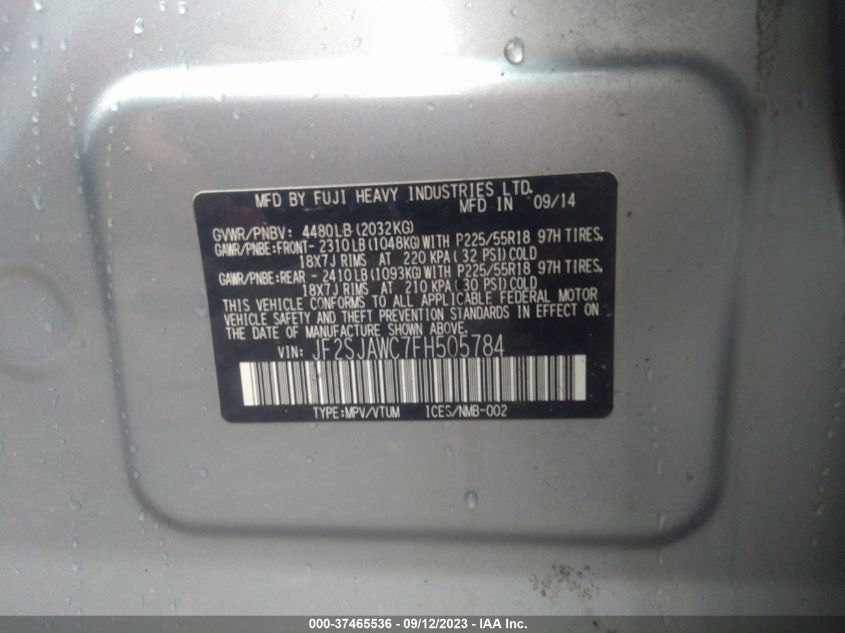 MFD BY FUJI HEAVY INDUSTRIES LTD.
MFD IN 09/14
GVWR/PNBV: 4480LB(2032KG)
GAWR/PNBE:FRONT- 2310LB(1048KG)WITH P225/55R18 97H TIRES,
18X7J RIMS AT 220 KPA( 32 PSI)COLD
GAWR/PNBE:REAR - 2410LB(1093KG)WITH P225/55R18 97H TIRES,
18X7J RIMS AT 210 KPA(30 PSI)COLD
THIS VEHICLE CONFORMS TO ALL APPLICABLE FEDERAL MOTOR
VEHICLE SAFETY AND THEFT PREVENTION STANDARDS IN EFFECT
ON THE DATE OF MANUFACTURE SHOWN ABOVE.
VIN: JF2SJAWC7FH505784
TYPE:MPV/VTUM ICES/NMB-002
000-37465536 - 09/12/2023 - IAA Inc.